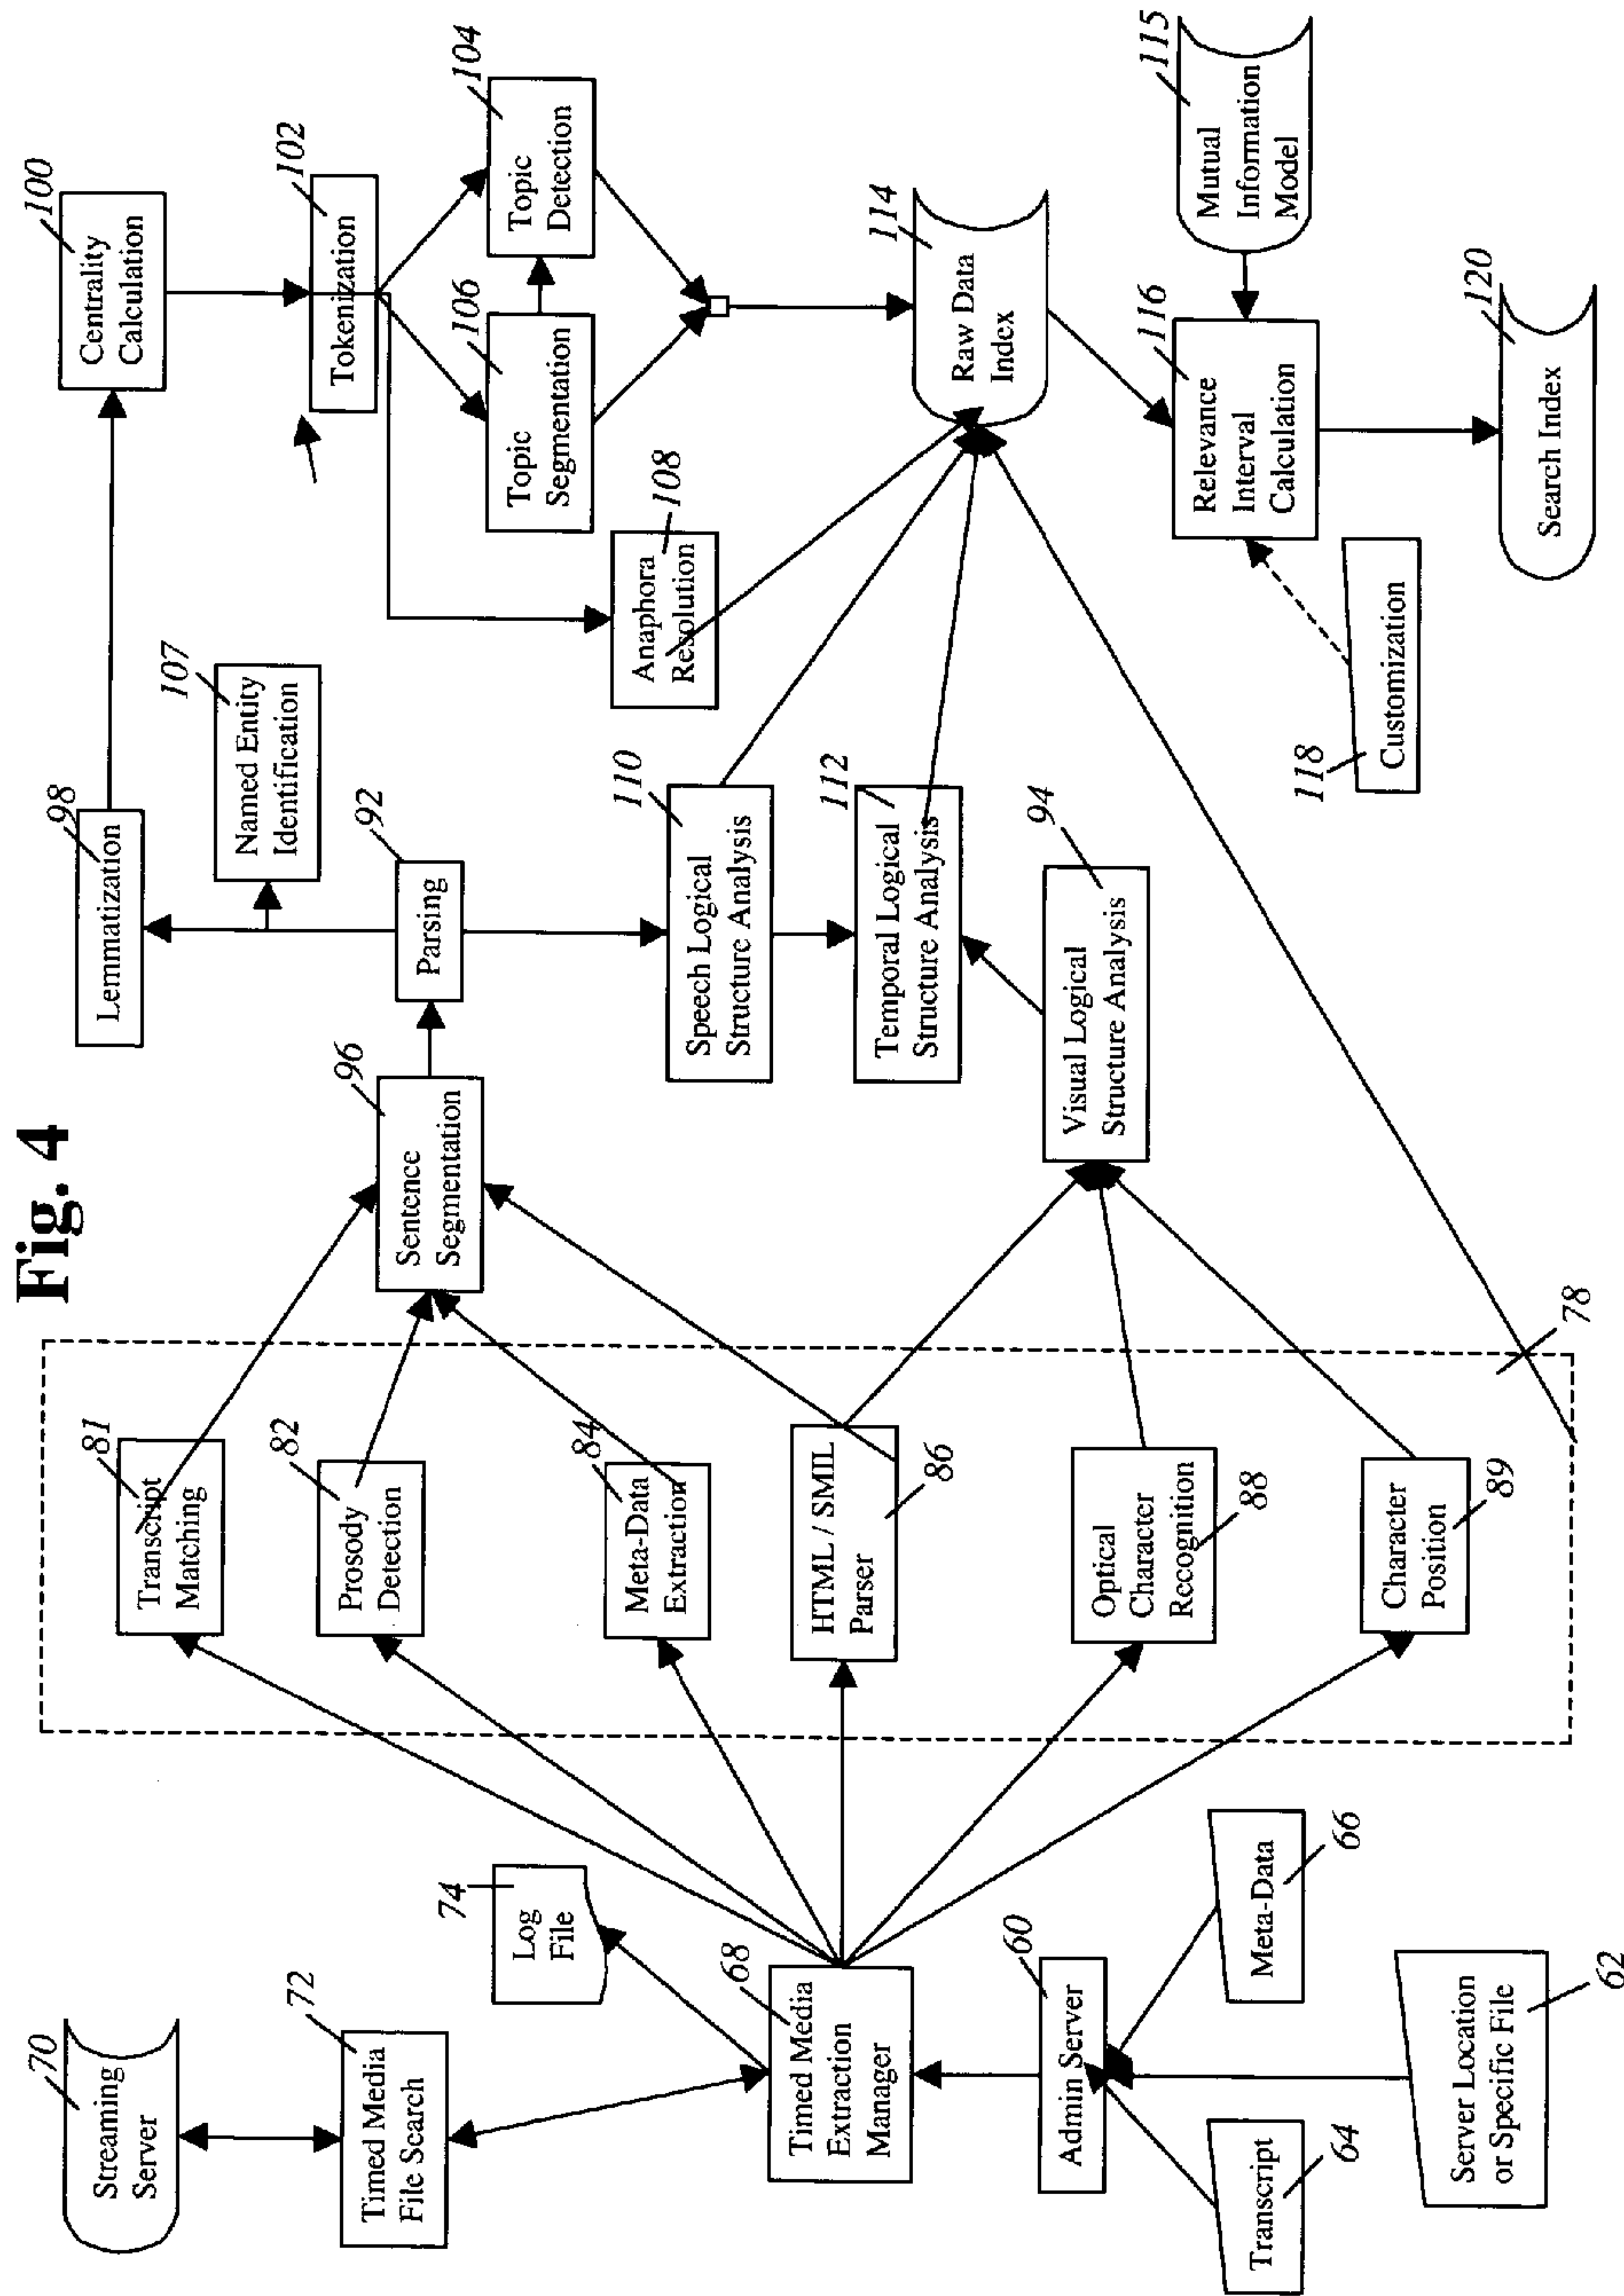 Fig. 4
70
Streaming
Server
72
Timed Media
File Search
74
Log
File
68
Timed Media
Extraction
Manager
60
Admin Server
64
Transcript
66
Meta-Data
62
Server Location
or Specific File
78
81
Transcript
Matching
82
Prosody
Detection
84
Meta-Data
Extraction
86
HTML / SMIL
Parser
88
Optical
Character
Recognition
89
Character
Position
96
Sentence
Segmentation
92
Parsing
98
Lemmatization
107
Named Entity
Identification
110
Speech Logical
Structure Analysis
112
Temporal Logical
Structure Analysis
94
Visual Logical
Structure Analysis
100
Centrality
Calculation
102
Tokenization
104
Topic
Detection
106
Topic
Segmentation
108
Anaphora
Resolution
114
Raw Data
Index
115
Mutual
Information
Model
116
Relevance
Interval
Calculation
118
Customization
120
Search Index